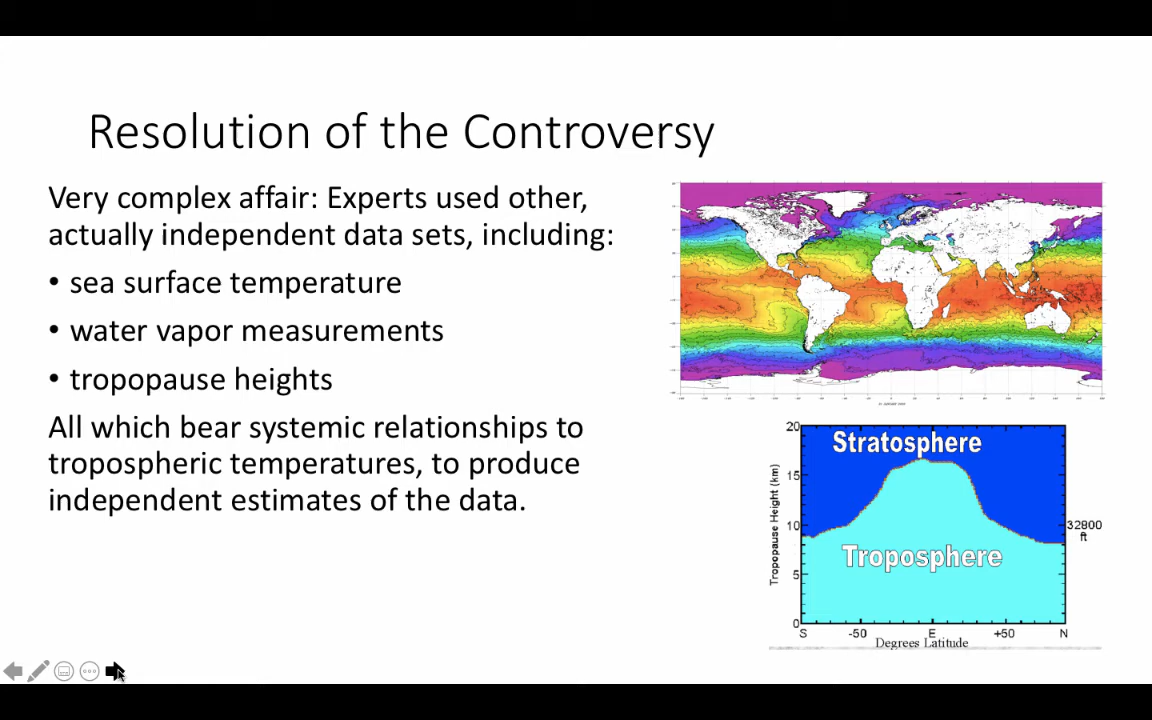 Resolution of the Controversy
Very complex affair: Experts used other,
actually independent data sets, including:
• sea surface temperature
• water vapor measurements
• tropopause heights
All which bear systemic relationships to
tropospheric temperatures, to produce
independent estimates of the data.
20
15
10
5
0
Tropopause Height (km)
Stratosphere
Troposphere
32800
ft
S -50 E +50 N
Degrees Latitude